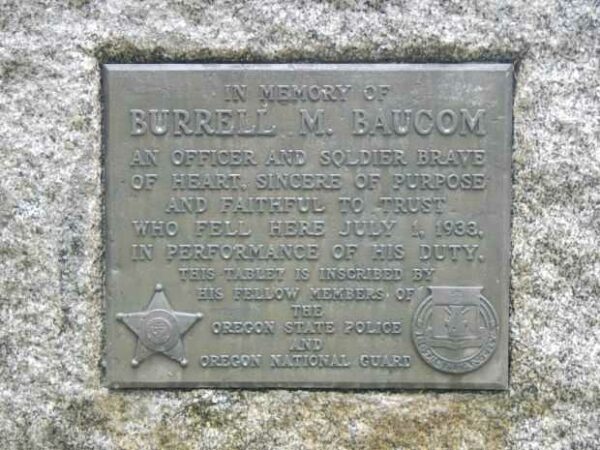 IN MEMORY OF
BURRELL M. BAUCOM
AN OFFICER AND SOLDIER BRAVE
OF HEART, SINCERE OF PURPOSE
AND FAITHFUL TO TRUST
WHO FELL HERE JULY 1, 1933,
IN PERFORMANCE OF HIS DUTY.
THIS TABLET IS INSCRIBED BY
HIS FELLOW MEMBERS OF
THE
OREGON STATE POLICE
AND
OREGON NATIONAL GUARD